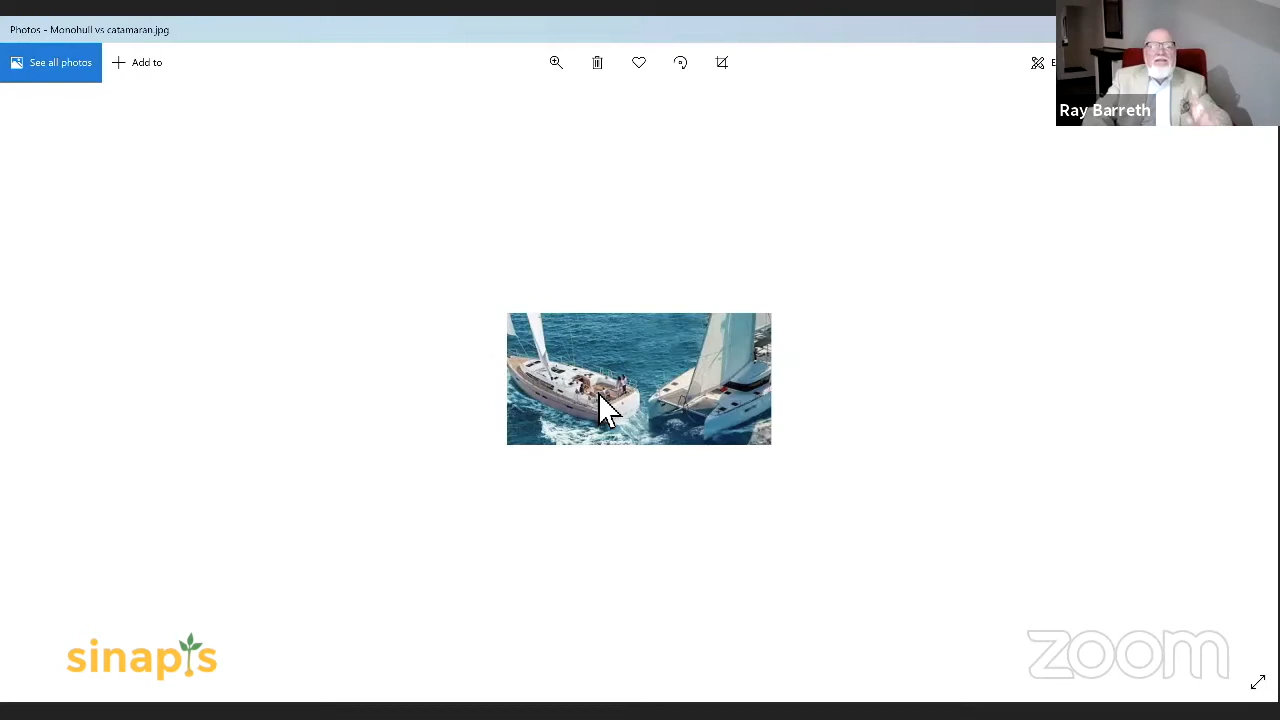 Photos - Monohull vs catamaran.jpg
See all photos
Add to
E
Ray Barreth
sinapis
zoom